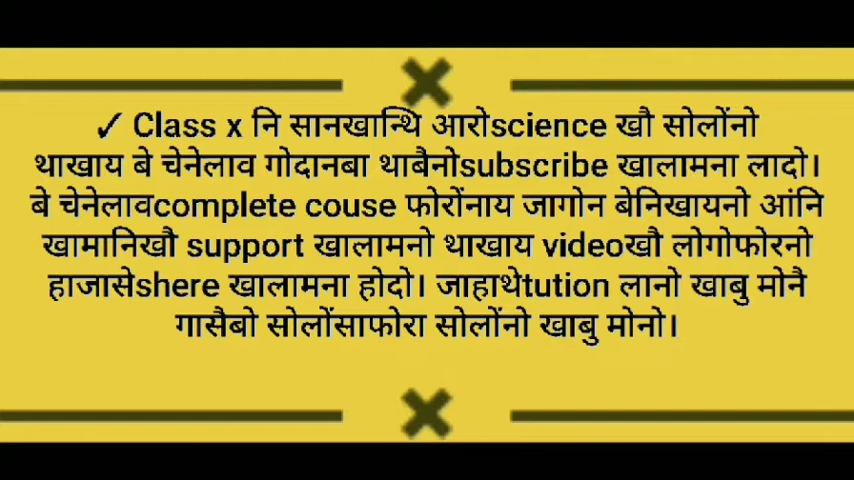 ✓ Class x नि सानखान्थि आरोscience खौ सोलोंनो
थाखाय बे चेनेलाव गोदानबा थाबैनोsubscribe खालामना लादो।
बे चेनेलावcomplete couse फोरोंनाय जागोन बेनिखायनो आंनि
खामानिखौ support खालामनो थाखाय videoखौ लोगोफोरनो
हाजासेshere खालामना होदो। जाहाथेtution लानो खाबु मोनै
गासैबो सोलोंसाफोरा सोलोंनो खाबु मोनो।